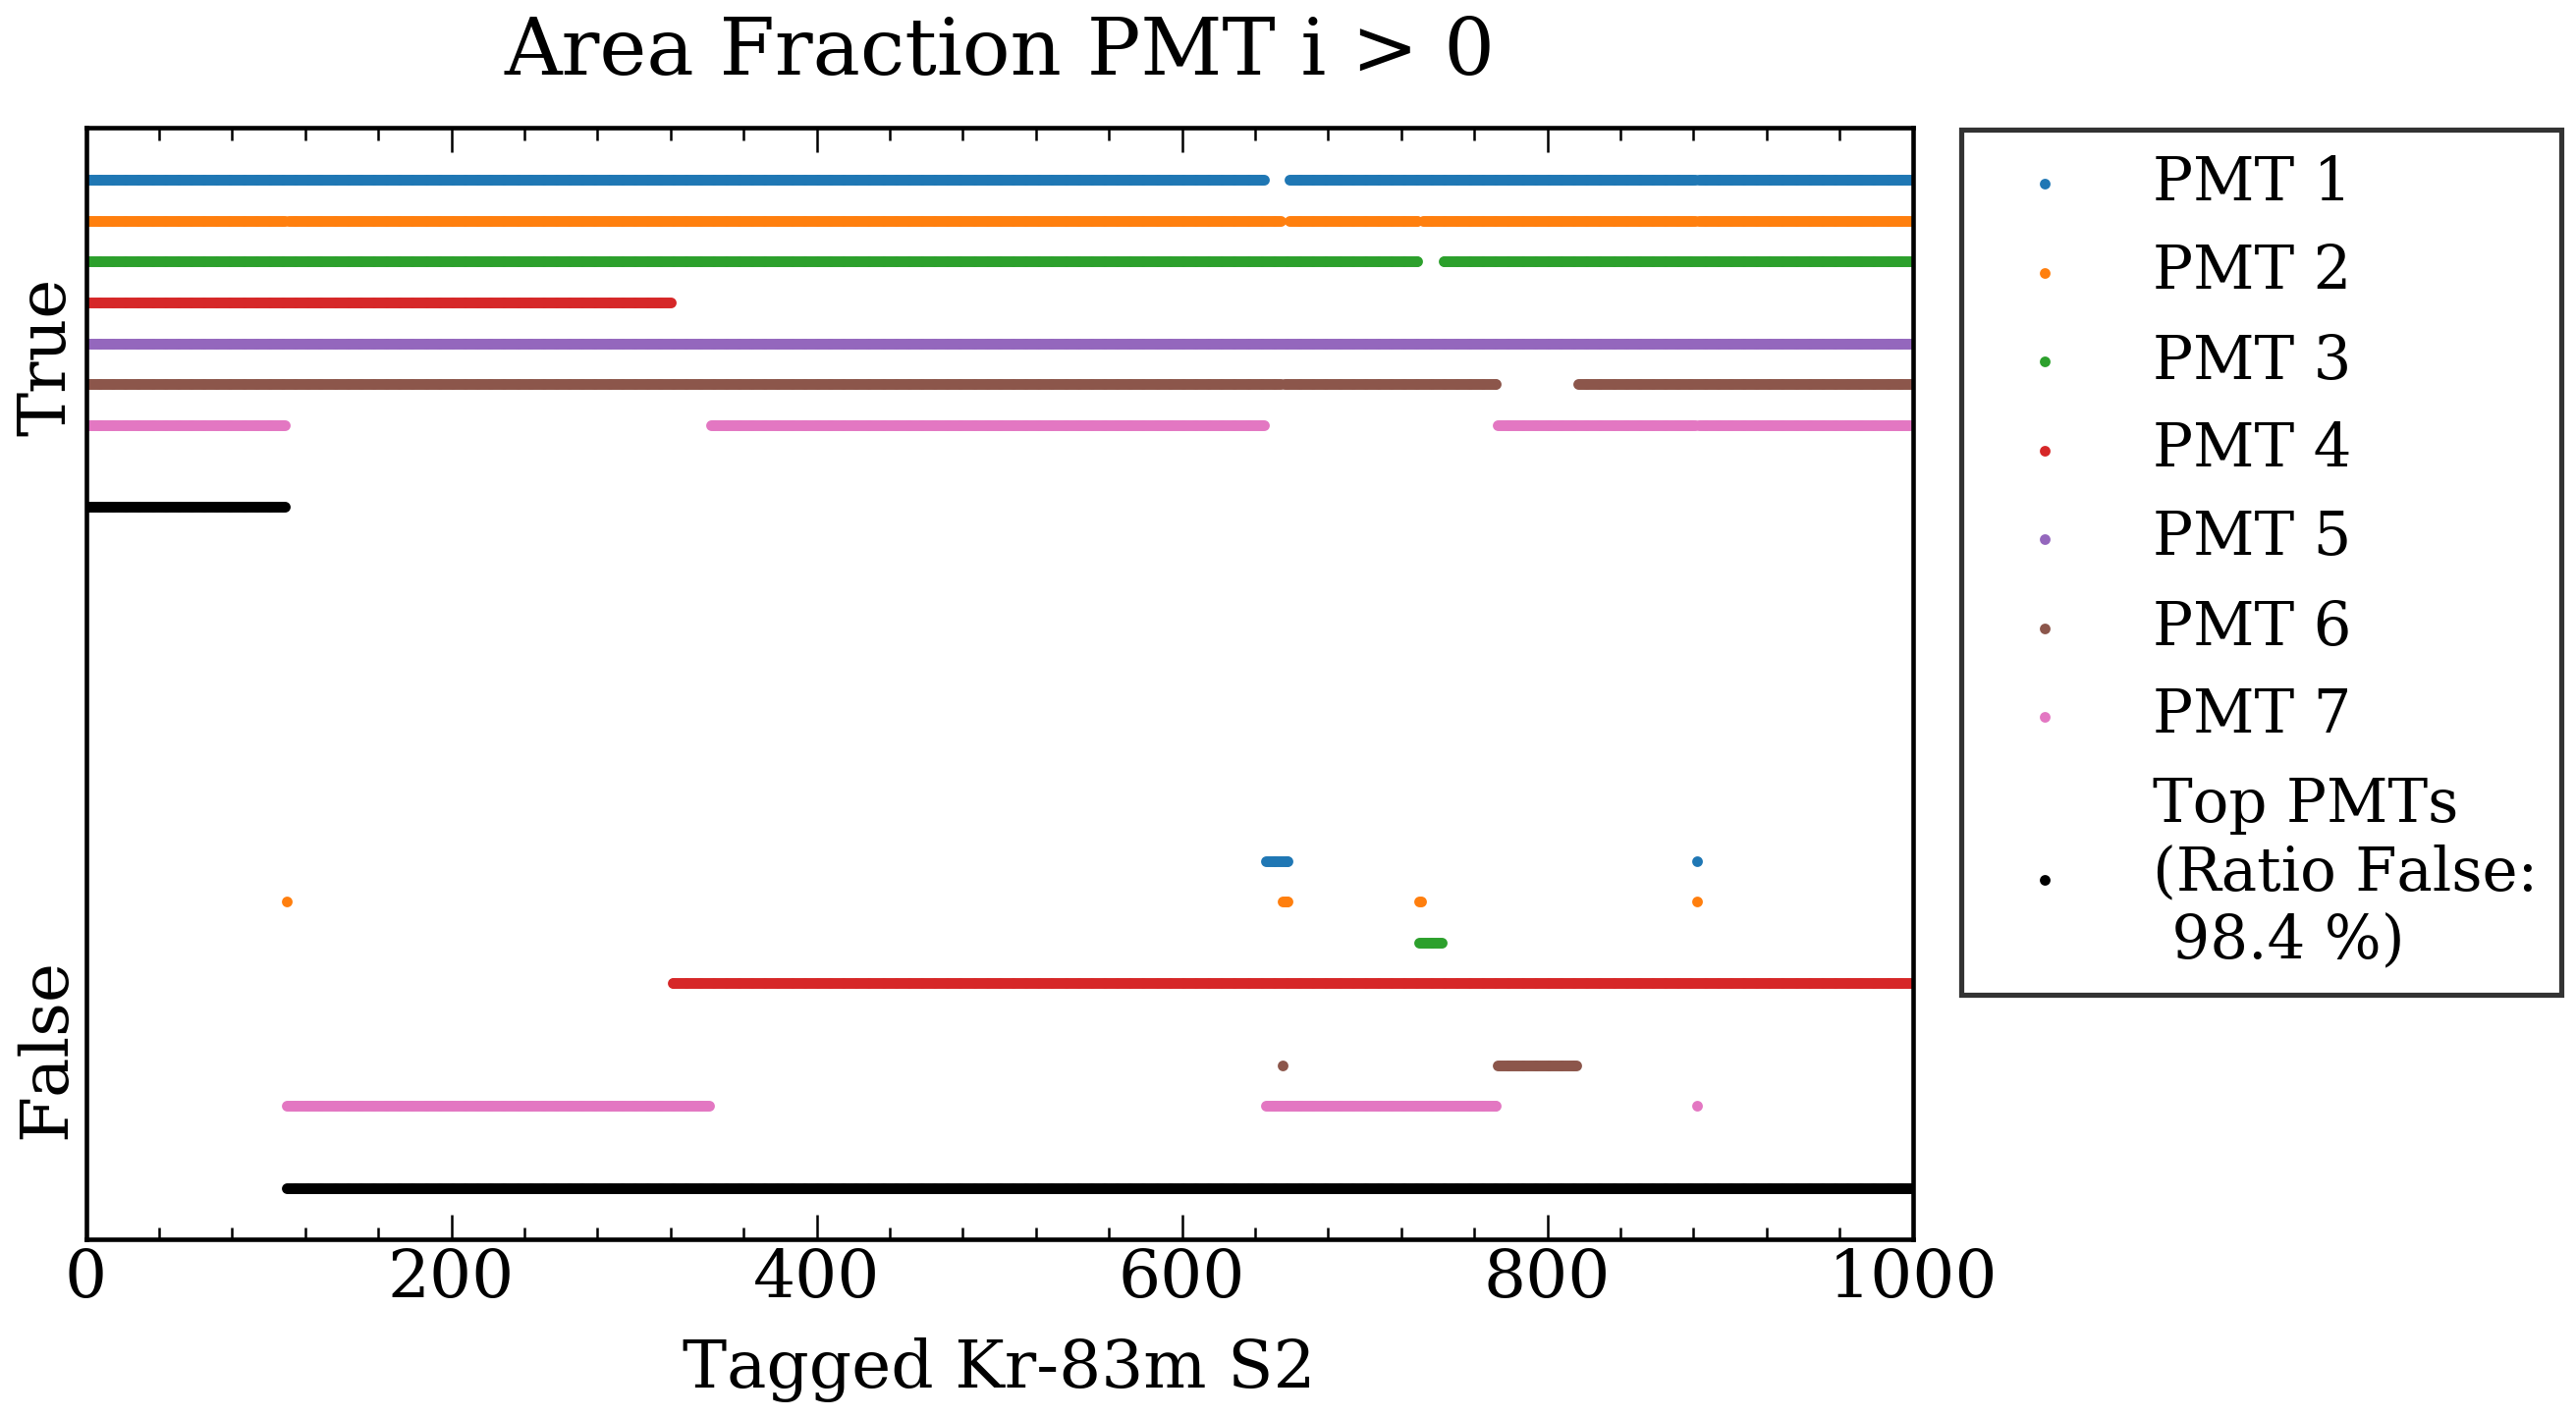 Area Fraction PMT i > 0
True
False
0 200 400 600 800 1000
Tagged Kr-83m S2
PMT 1
PMT 2
PMT 3
PMT 4
PMT 5
PMT 6
PMT 7
Top PMTs
(Ratio False:
98.4 %)